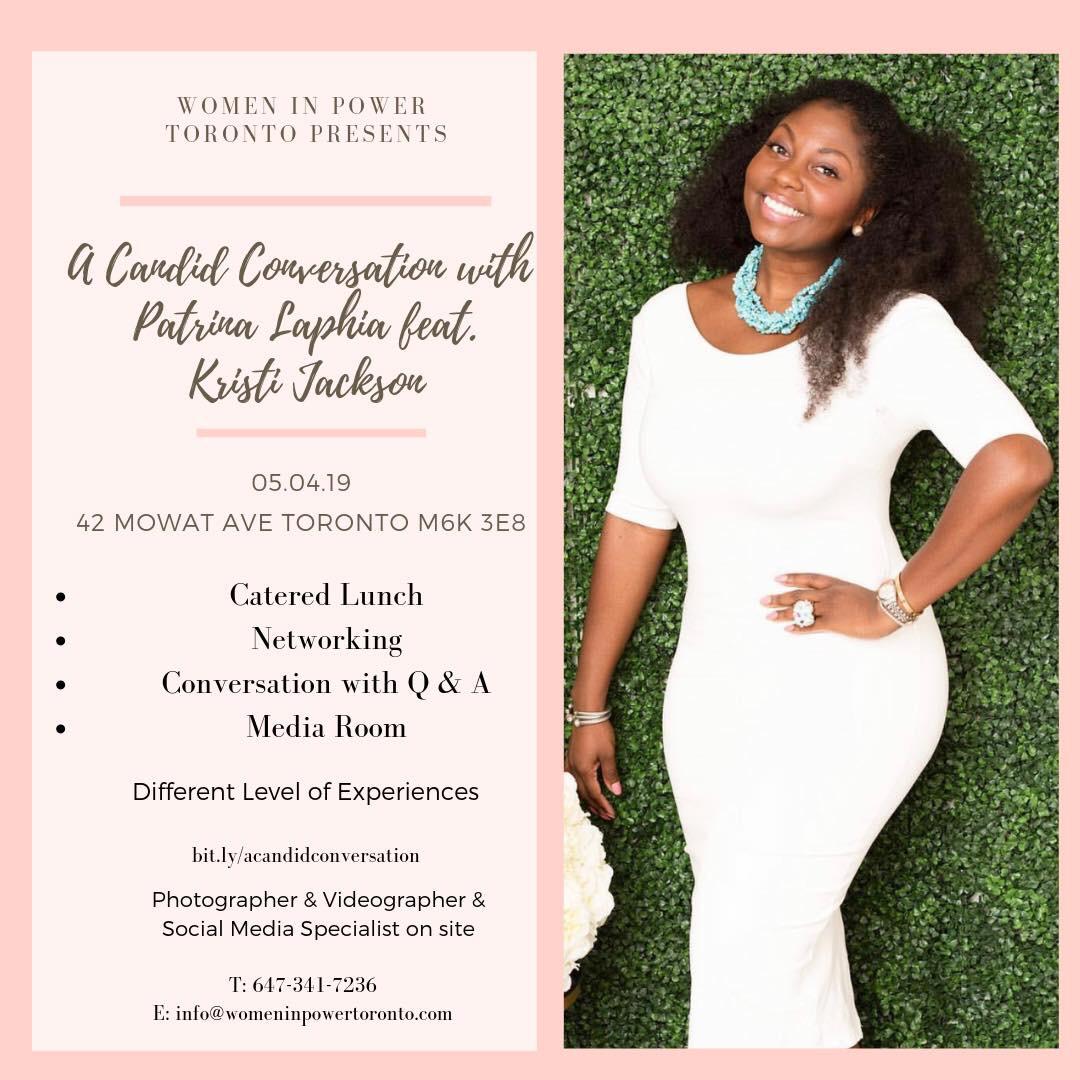 WOMEN IN POWER
TORONTO PRESENTS
A Candid Conversation with
Patrina Laphia feat.
Kristi Jackson
05.04.19
42 MOWAT AVE TORONTO M6K 3E8
• Catered Lunch
• Networking
• Conversation with Q & A
• Media Room
Different Level of Experiences
bit.ly/acandidconversation
Photographer & Videographer &
Social Media Specialist on site
T: 647-341-7236
E: info@womeninpowertoronto.com